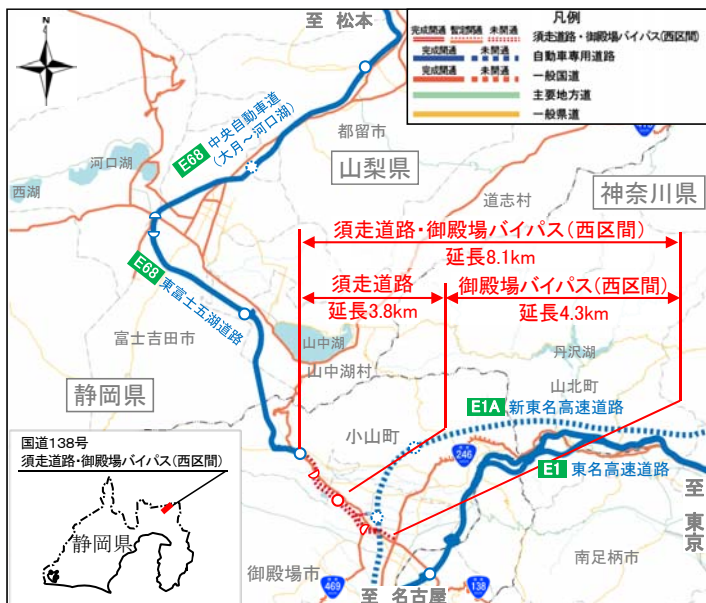 至 松本
凡例
完成開通 暫定開通 未開通
須走道路・御殿場バイパス(西区間)
完成開通 未開通
自動車専用道路
完成開通 未開通
一般国道
主要地方道
一般県道
E68 中央自動車道
(大月~河口湖)
都留市
山梨県
河口湖
西湖
道志村
神奈川県
須走道路・御殿場バイパス(西区間)
延長8.1km
須走道路
延長3.8km
御殿場バイパス(西区間)
延長4.3km
E68 東富士五湖道路
富士吉田市
山中湖
山中湖村
丹沢湖
山北町
静岡県
E1A 新東名高速道路
小山町
246
E1 東名高速道路
国道138号
須走道路・御殿場バイパス(西区間)
静岡県
至 東京
南足柄市
御殿場市
469
138
至 名古屋